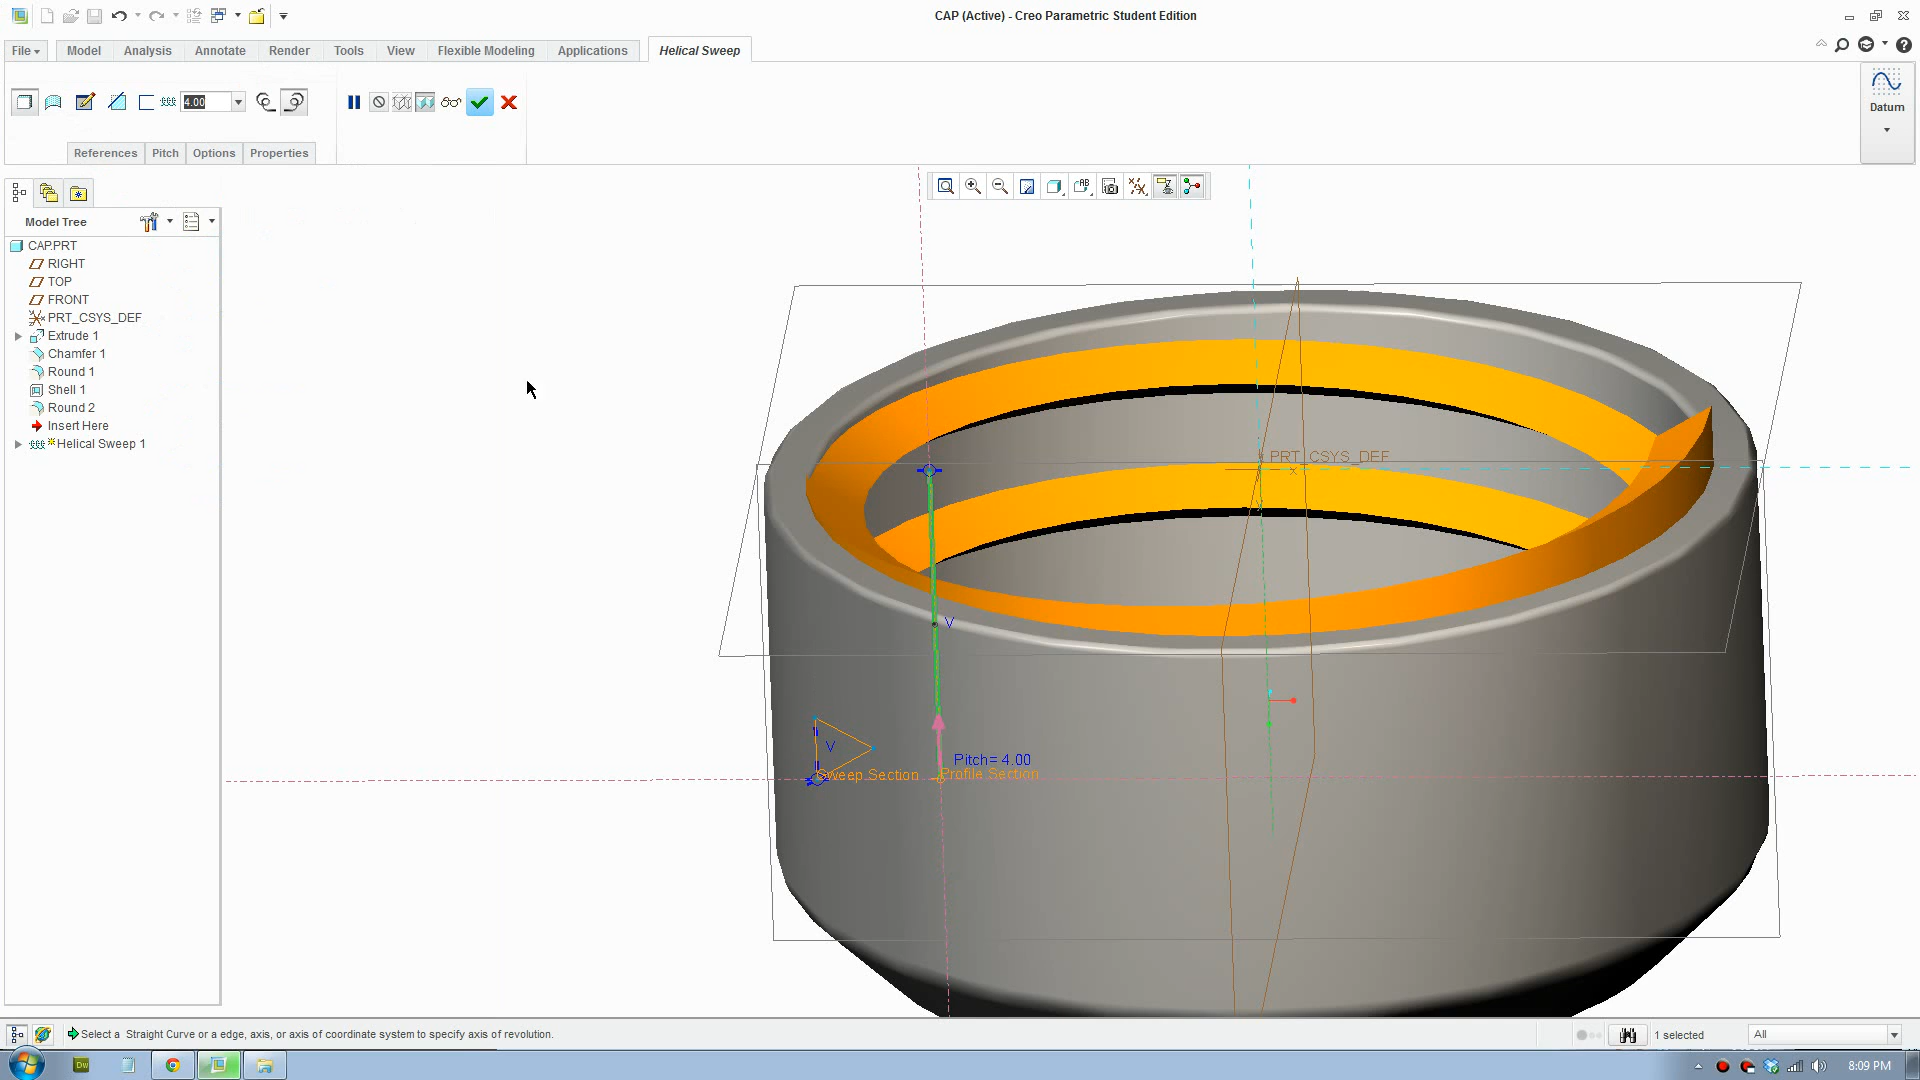 CAP (Active) - Creo Parametric Student Edition
File Model Analysis Annotate Render Tools View Flexible Modeling Applications Helical Sweep
4.00
Datum
References Pitch Options Properties
Model Tree
CAP.PRT
RIGHT
TOP
FRONT
PRT_CSYS_DEF
Extrude 1
Chamfer 1
Round 1
Shell 1
Round 2
Insert Here
Helical Sweep 1
PRT_CSYS_DEF
V
V
Pitch= 4.00
Sweep Section
Profile Section
Select a Straight Curve or a edge, axis, or axis of coordinate system to specify axis of revolution.
1 selected
All
Dw
8:09 PM